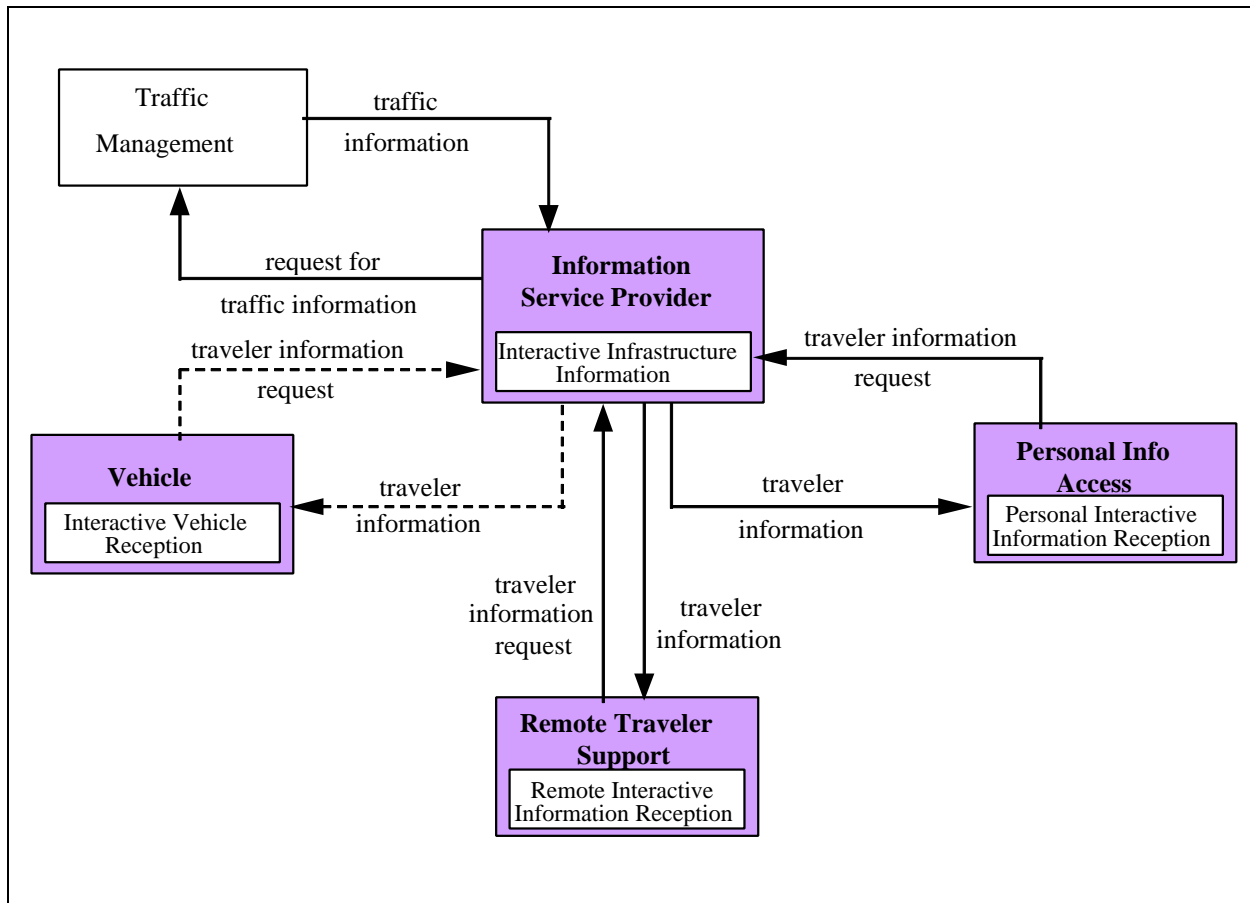 Traffic
Management
traffic
information
request for
traffic information
Information
Service Provider
Interactive Infrastructure
Information
traveler information
request
traveler information
request
Vehicle
Interactive Vehicle
Reception
traveler
information
traveler
information
Personal Info
Access
Personal Interactive
Information Reception
traveler
information
request
traveler
information
Remote Traveler
Support
Remote Interactive
Information Reception